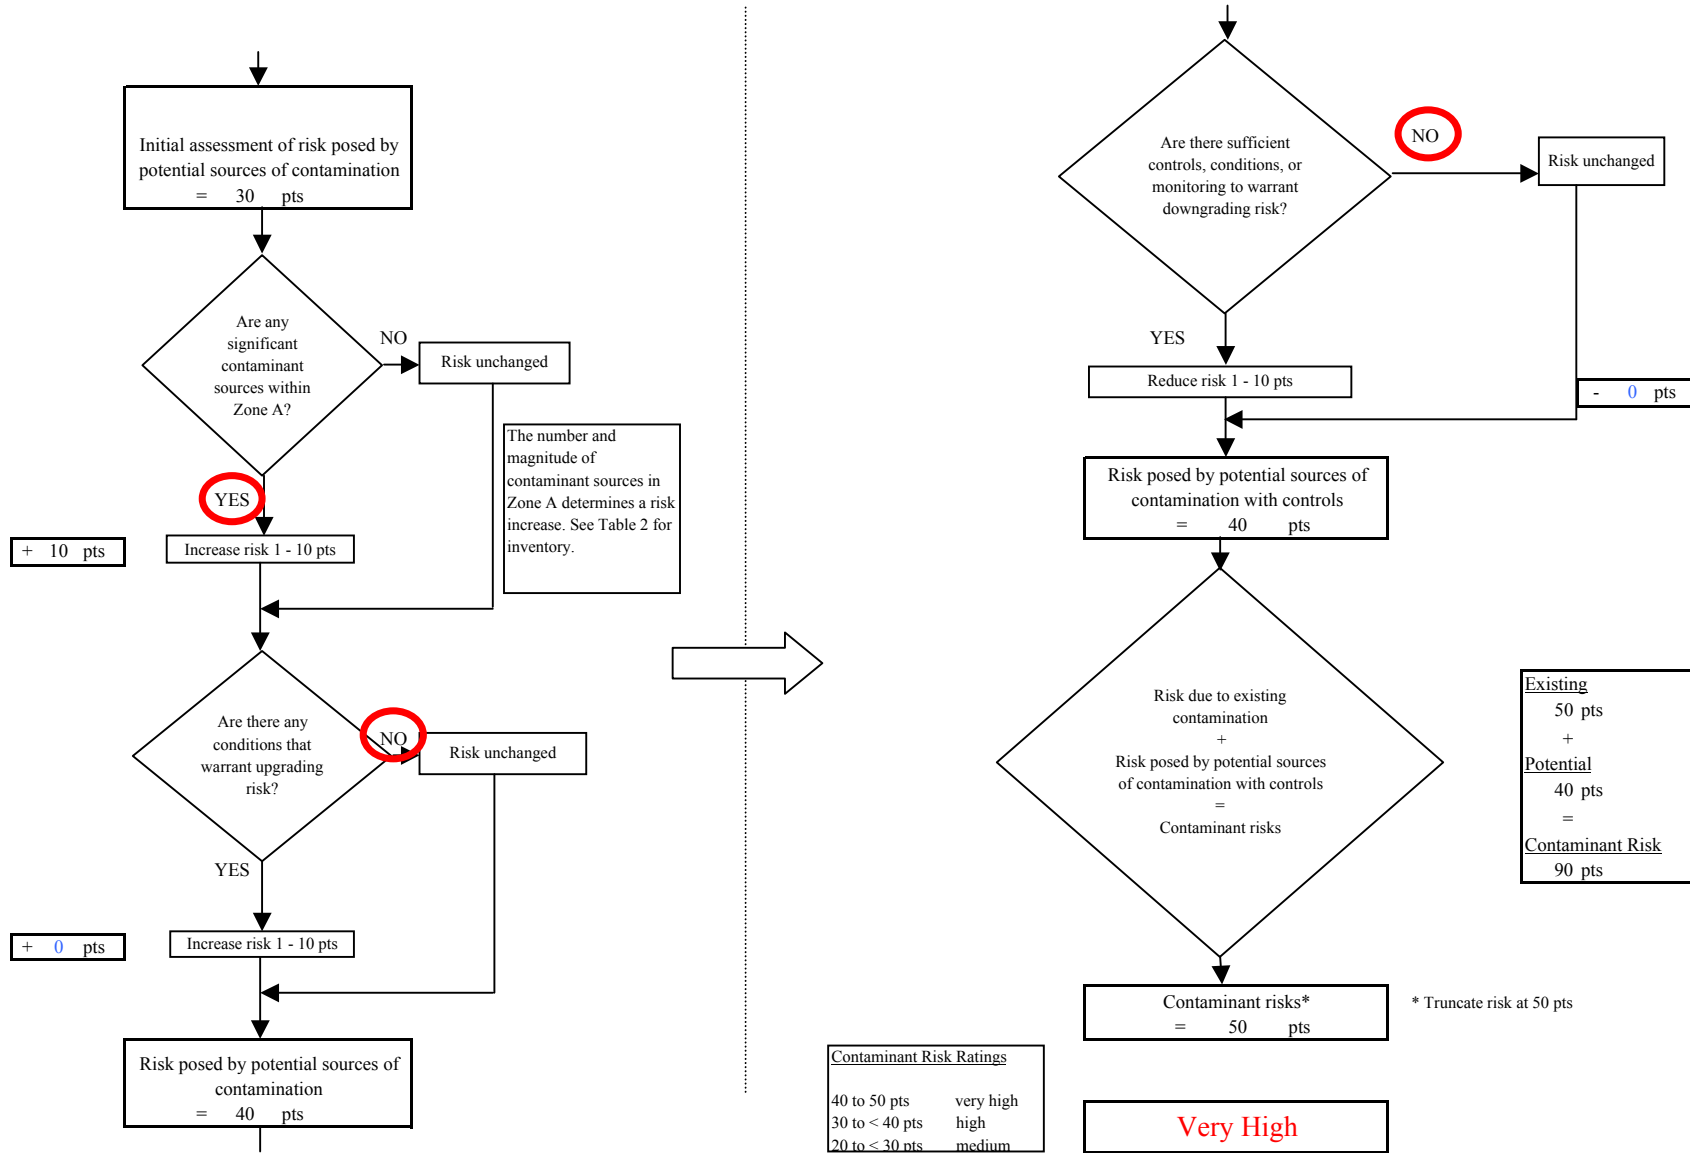 Initial assessment of risk posed by
potential sources of contamination
= 30 pts
Are any
significant
contaminant
sources within
Zone A?
NO
Risk unchanged
The number and
magnitude of
contaminant sources in
Zone A determines a risk
increase. See Table 2 for
inventory.
YES
+ 10 pts
Increase risk 1 - 10 pts
Are there any
conditions that
warrant upgrading
risk?
NO
Risk unchanged
YES
+ 0 pts
Increase risk 1 - 10 pts
Risk posed by potential sources of
contamination
= 40 pts
Are there sufficient
controls, conditions, or
monitoring to warrant
downgrading risk?
NO
Risk unchanged
YES
Reduce risk 1 - 10 pts
- 0 pts
Risk posed by potential sources of
contamination with controls
= 40 pts
Risk due to existing
contamination
+
Risk posed by potential sources
of contamination with controls
=
Contaminant risks
Existing
50 pts
+
Potential
40 pts
=
Contaminant Risk
90 pts
Contaminant risks*
= 50 pts
* Truncate risk at 50 pts
Contaminant Risk Ratings
40 to 50 pts very high
30 to < 40 pts high
20 to < 30 pts medium
Very High